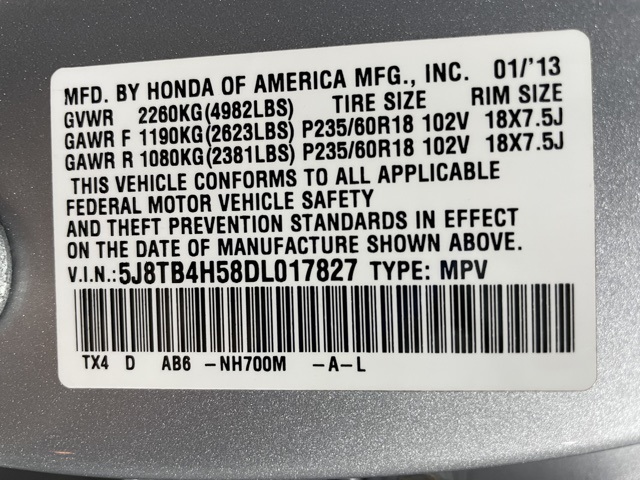 MFD. BY HONDA OF AMERICA MFG., INC. 01/'13
GVWR 2260KG(4982LBS) TIRE SIZE RIM SIZE
GAWR F 1190KG(2623LBS) P235/60R18 102V 18X7.5J
GAWR R 1080KG(2381LBS) P235/60R18 102V 18X7.5J
THIS VEHICLE CONFORMS TO ALL APPLICABLE
FEDERAL MOTOR VEHICLE SAFETY
AND THEFT PREVENTION STANDARDS IN EFFECT
ON THE DATE OF MANUFACTURE SHOWN ABOVE.
V.I.N.:5J8TB4H58DL017827 TYPE: MPV
TX4 D AB6 -NH700M -A-L